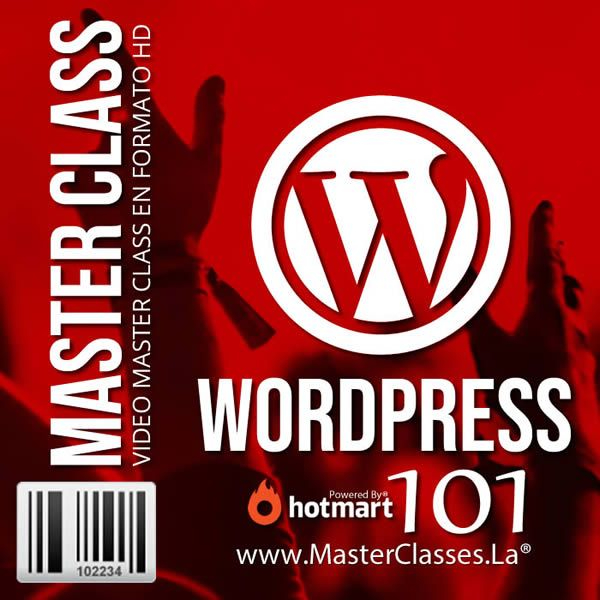 MASTER CLASS
VIDEO MASTER CLASS EN FORMATO HD
W
WORDPRESS
101
Powered By®
hotmart
www.MasterClasses.La®
102234